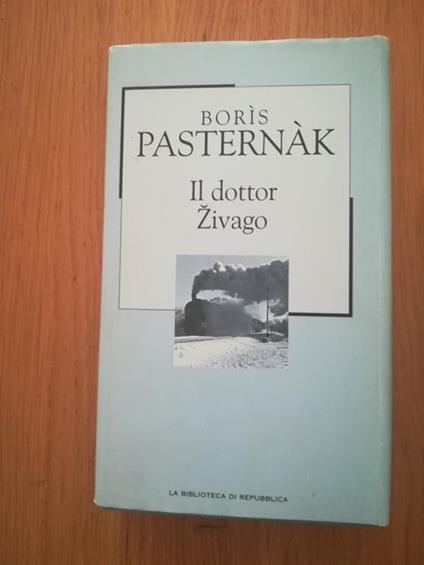 BORÌS
PASTERNÀK
Il dottor
Živago
LA BIBLIOTECA DI REPUBBLICA